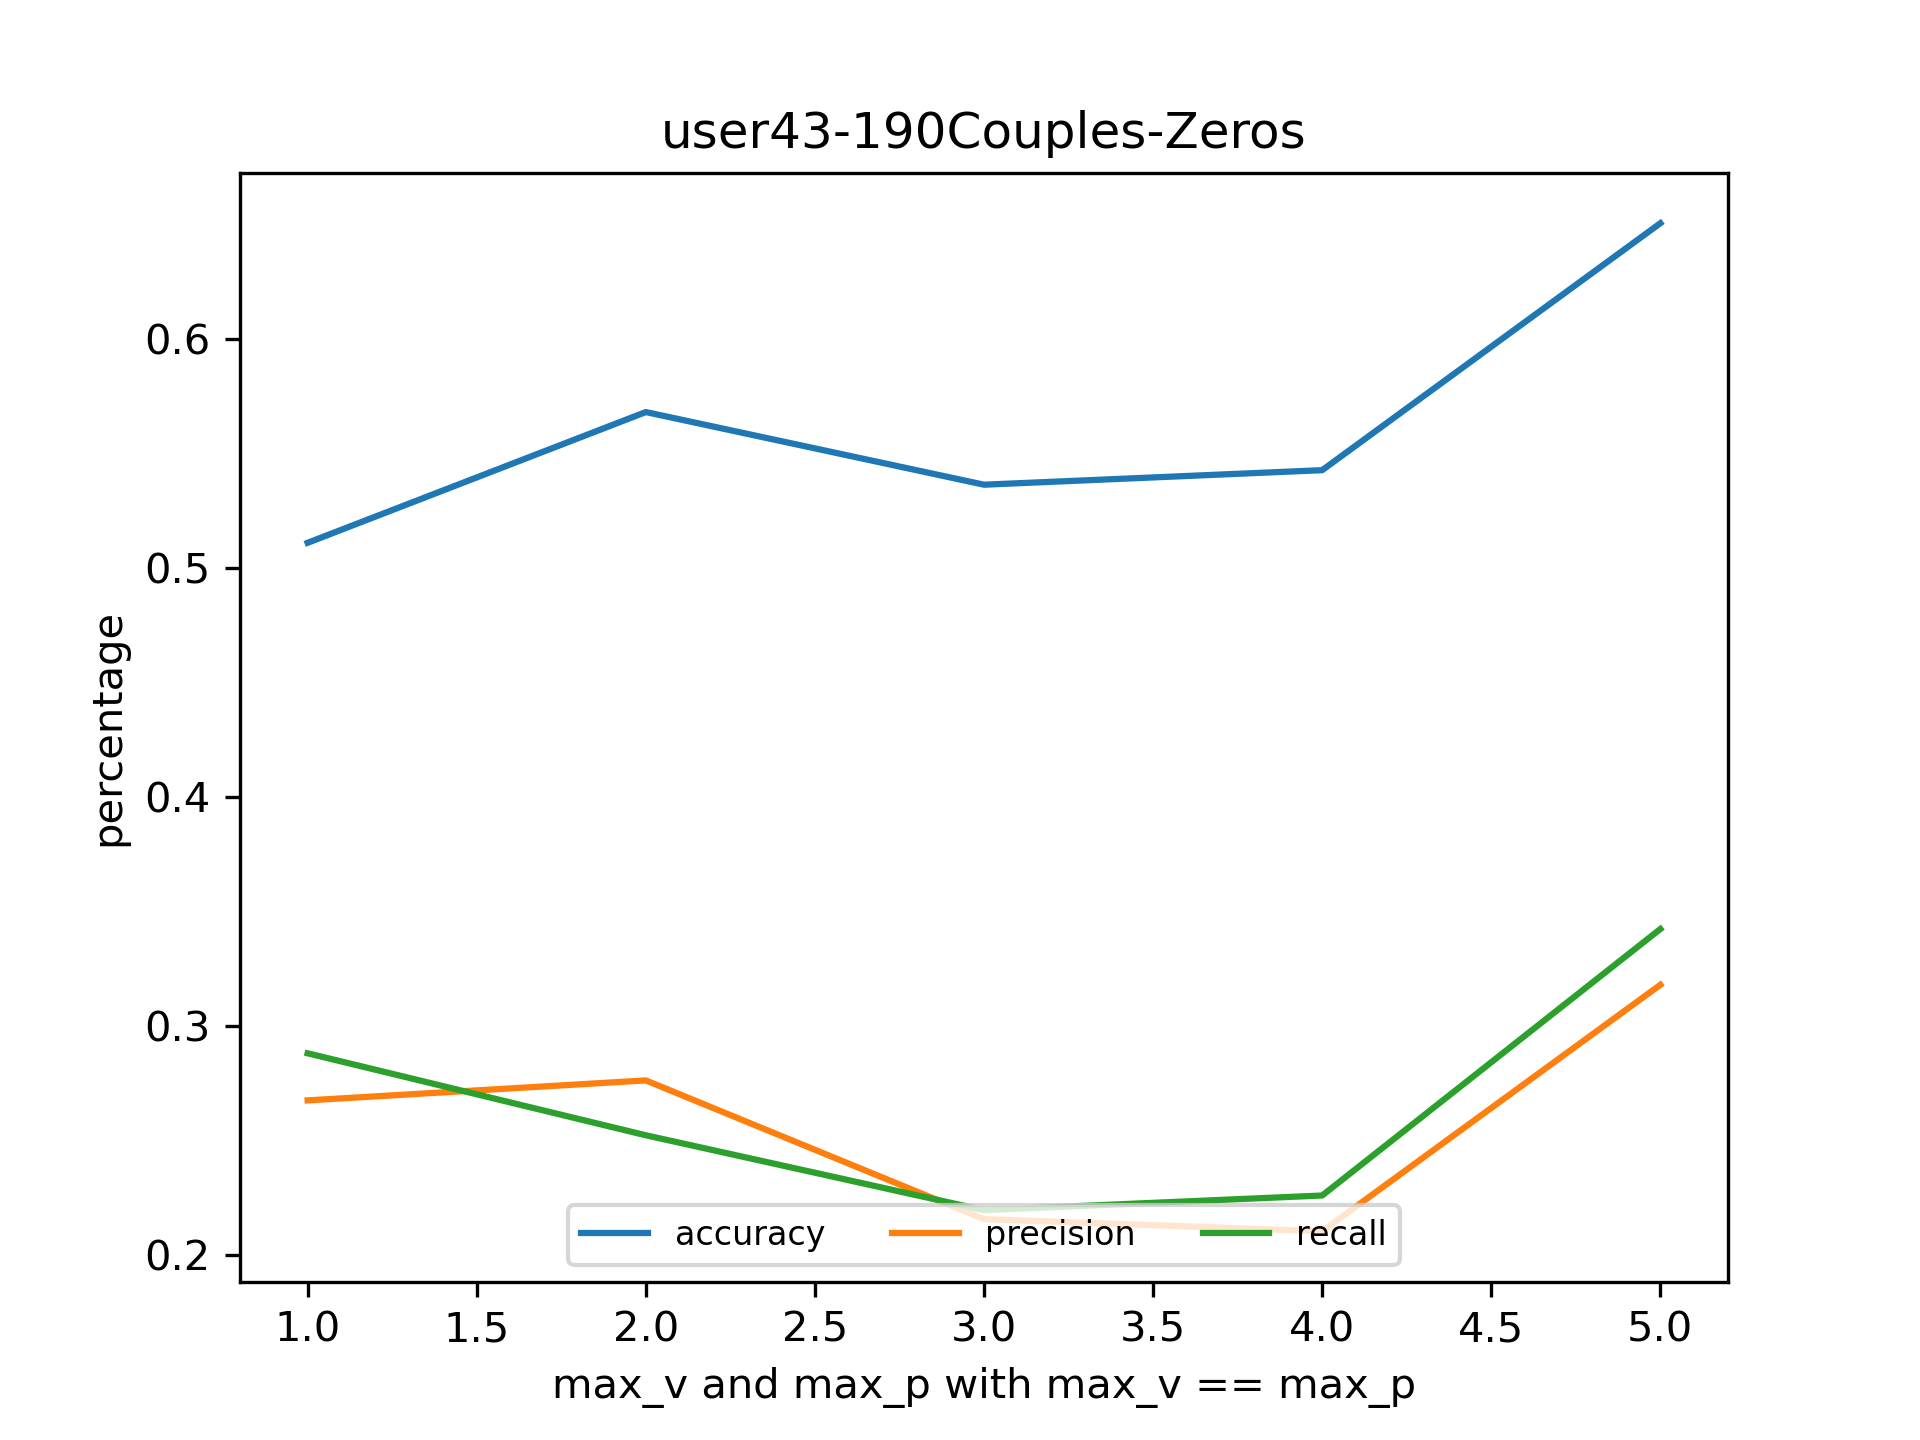 user43-190Couples-Zeros
percentage
0.6
0.5
0.4
0.3
0.2
accuracy precision recall
1.0 1.5 2.0 2.5 3.0 3.5 4.0 4.5 5.0
max_v and max_p with max_v == max_p